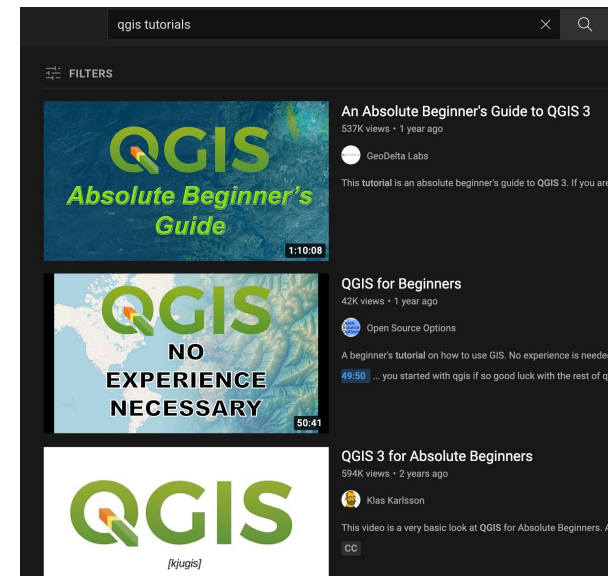 qgis tutorials
FILTERS
QGIS
Absolute Beginner's
Guide
1:10:08
An Absolute Beginner's Guide to QGIS 3
537K views • 1 year ago
GeoDelta Labs
This tutorial is an absolute beginner's guide to QGIS 3. If you are
QGIS
NO
EXPERIENCE
NECESSARY
50:41
QGIS for Beginners
42K views • 1 year ago
Open Source Options
A beginner's tutorial on how to use GIS. No experience is neede
49:50 ... you started with qgis if so good luck with the rest of q
QGIS
[kjugis]
QGIS 3 for Absolute Beginners
594K views • 2 years ago
Klas Karlsson
This video is a very basic look at QGIS for Absolute Beginners. A
CC